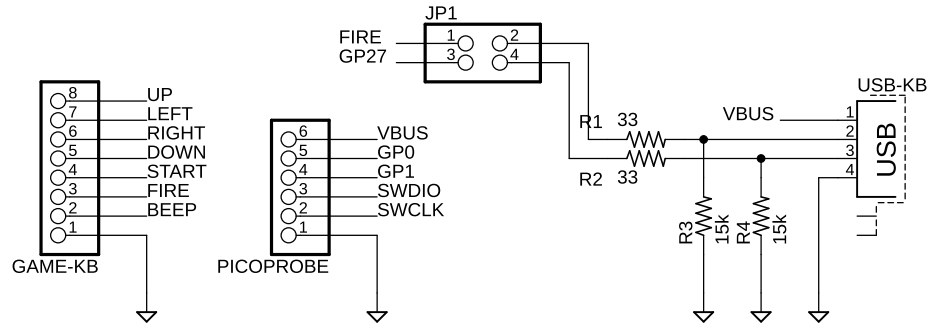 JP1
FIRE 1 2
GP27 3 4
USB-KB
GAME-KB
8 UP
7 LEFT
6 RIGHT
5 DOWN
4 START
3 FIRE
2 BEEP
1
PICOPROBE
6 VBUS
5 GP0
4 GP1
3 SWDIO
2 SWCLK
1
R1 33
R2 33
R3 15k
R4 15k
VBUS 1
2
3
4
USB